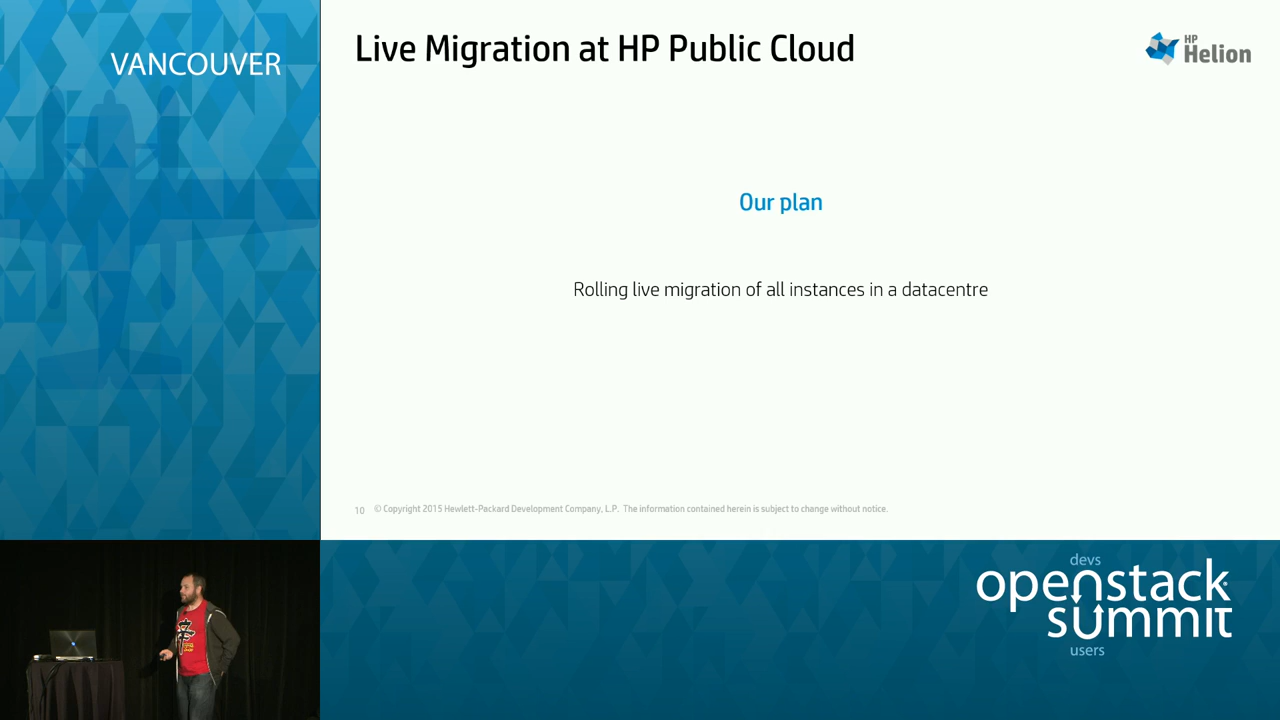 VANCOUVER
Live Migration at HP Public Cloud
HP
Helion
Our plan
Rolling live migration of all instances in a datacentre
10 © Copyright 2015 Hewlett-Packard Development Company, L.P. The information contained herein is subject to change without notice.
devs
openstack
summit
users